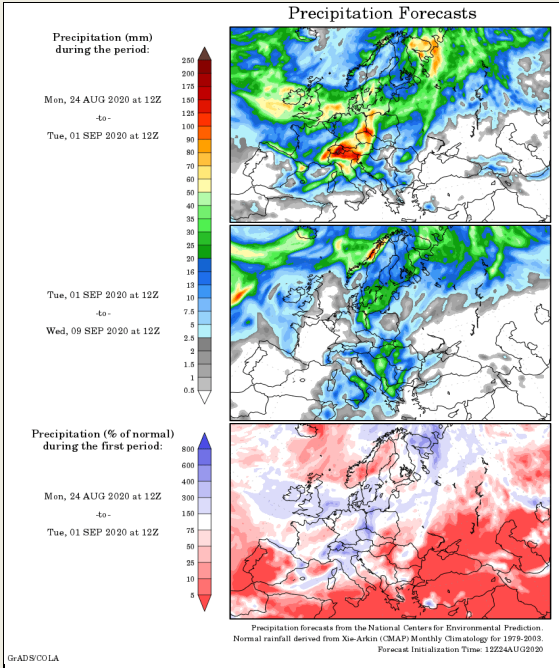 Precipitation Forecasts
Precipitation (mm)
during the period:
Mon, 24 AUG 2020 at 12Z
-to-
Tue, 01 SEP 2020 at 12Z
250
200
175
150
125
100
90
80
70
60
50
40
35
30
25
20
16
13
10
7.5
5
2.5
2
1.5
1
0.5
Tue, 01 SEP 2020 at 12Z
-to-
Wed, 09 SEP 2020 at 12Z
Precipitation (% of normal)
during the first period:
Mon, 24 AUG 2020 at 12Z
-to-
Tue, 01 SEP 2020 at 12Z
800
600
400
300
150
75
50
25
10
5
Precipitation forecasts from the National Centers for Environmental Prediction.
Normal rainfall derived from Xie-Arkin (CMAP) Monthly Climatology for 1979-2003.
Forecast Initialization Time: 12Z24AUG2020
GrADS/COLA